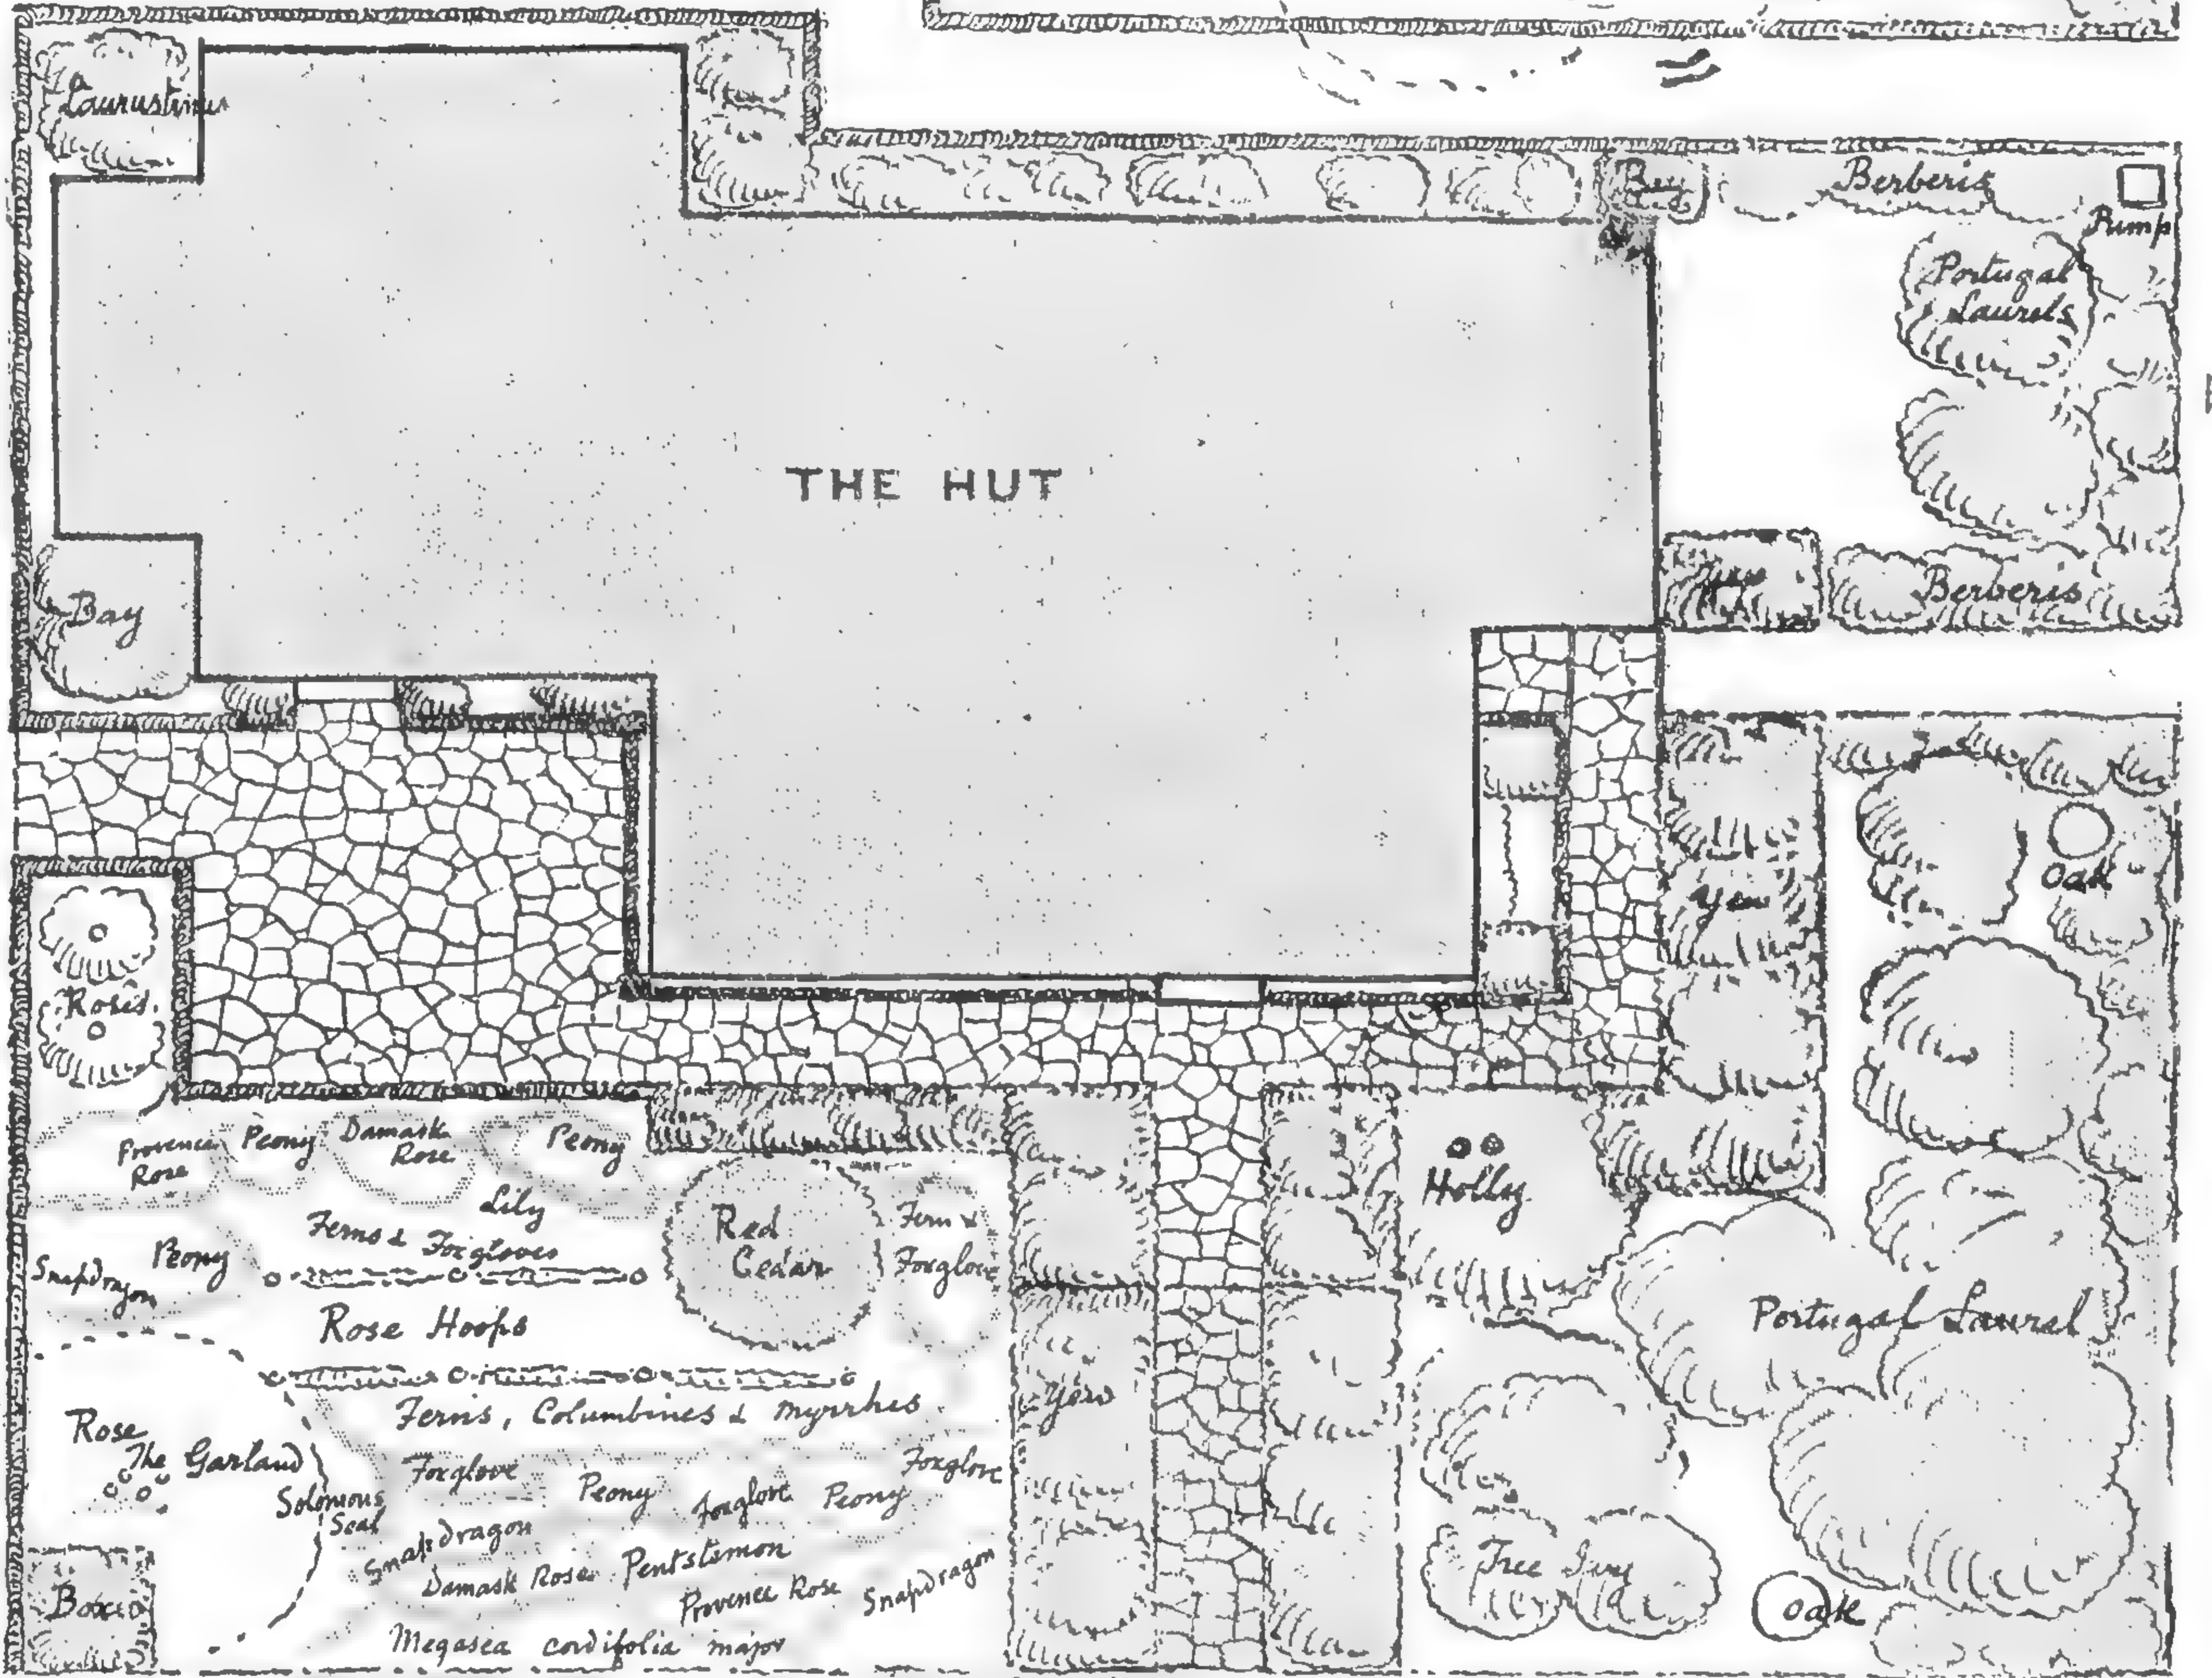 Laurustinus
Bay
Berberis
Pump
Portugal
Laurels
THE HUT
Yew
Berberis
Bay
Yew
Oak
Roses.
Provence
Rose
Peony
Damask
Rose
Peony
Lily
Ferns & Foxgloves
Red
Cedar
Fern &
Foxglove
Holly
Snapdragon
Peony
Rose Hoops
Portugal Laurel
Ferns, Columbines & Myrrhis
Yew
Rose
The Garland
Solomons
Seal
Foxglove
Peony
Foxglove
Peony
Foxglove
Snapdragon
Damask Rose
Pentstemon
Provence Rose
Snapdragon
Tree Ivy
Oak
Box
Megasea cordifolia major